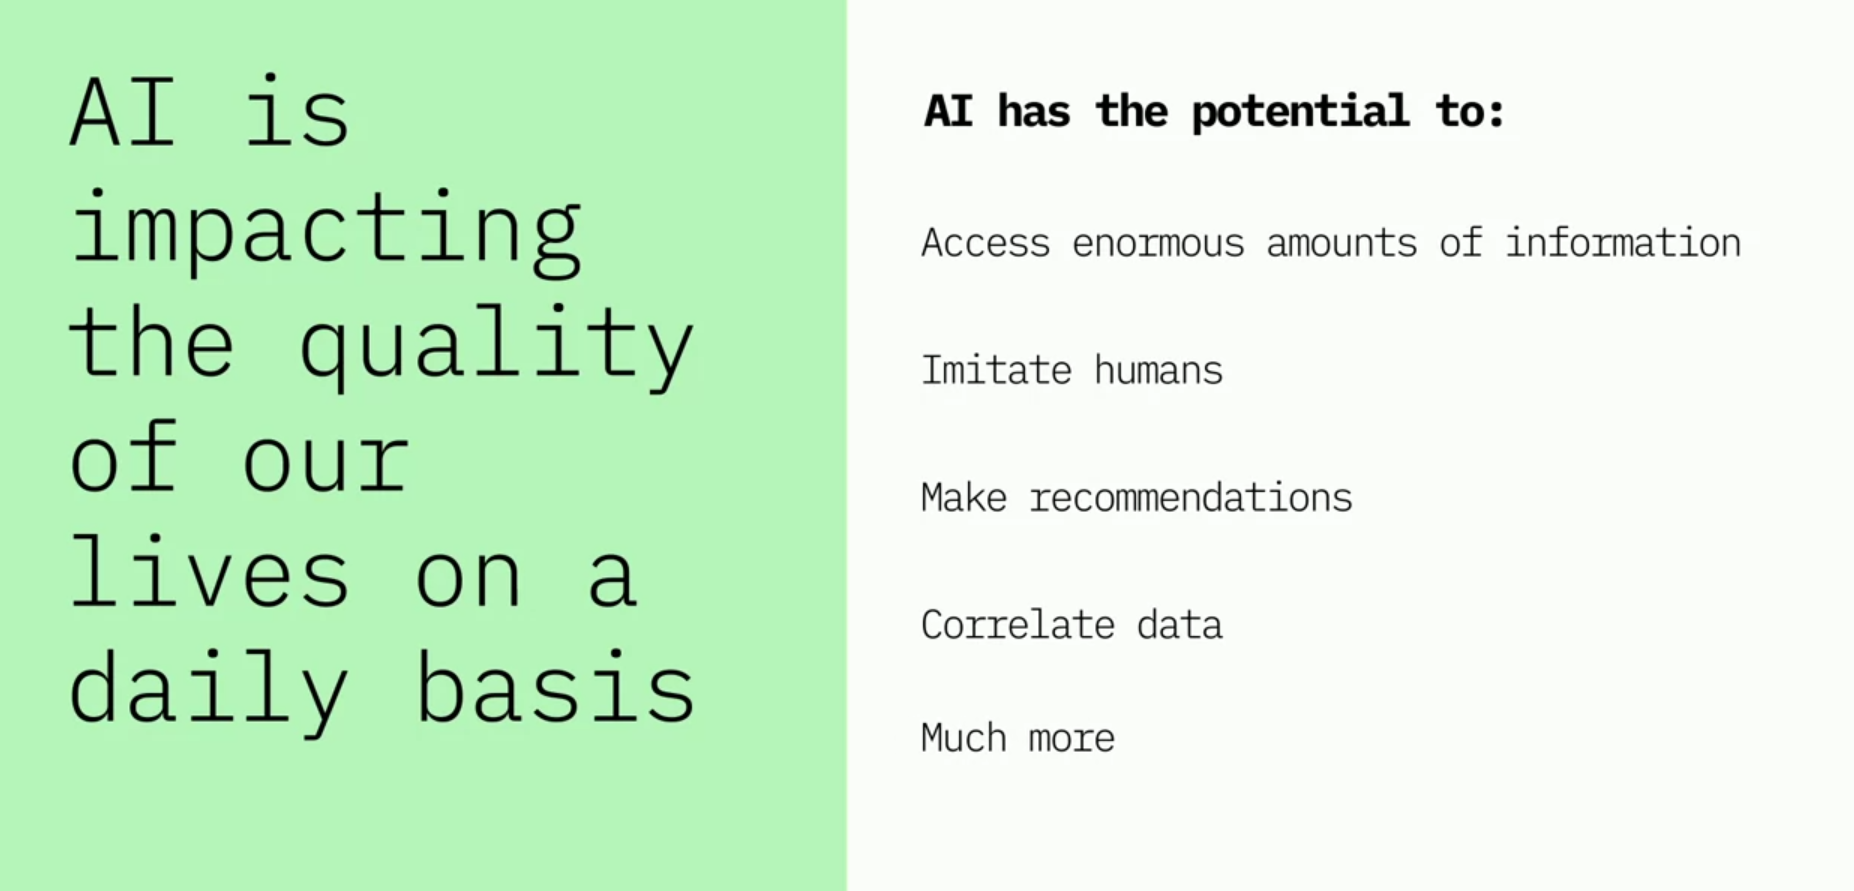 AI is
impacting
the quality
of our
lives on a
daily basis
AI has the potential to:
Access enormous amounts of information
Imitate humans
Make recommendations
Correlate data
Much more